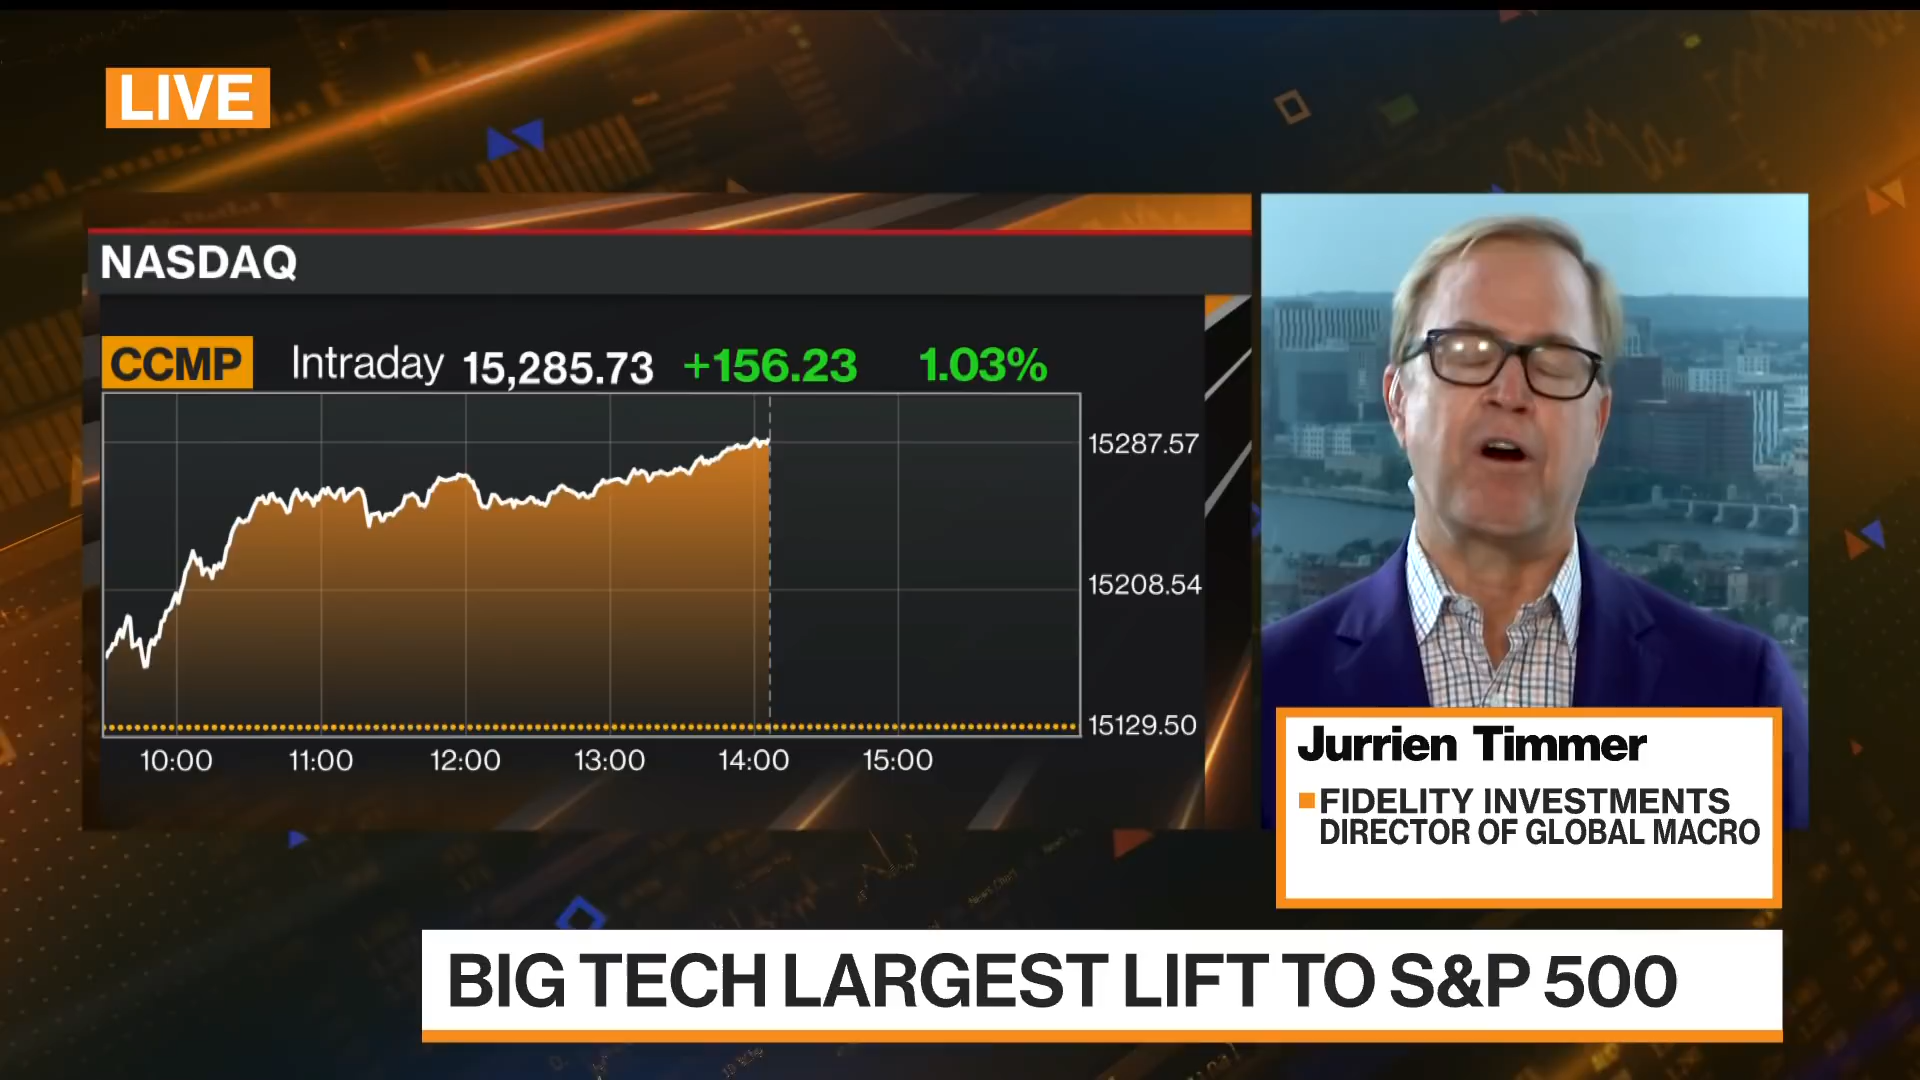 LIVE
NASDAQ
CCMP Intraday 15,285.73 +156.23 1.03%
15287.57
15208.54
15129.50
10:00 11:00 12:00 13:00 14:00 15:00
Jurrien Timmer
FIDELITY INVESTMENTS
DIRECTOR OF GLOBAL MACRO
BIG TECH LARGEST LIFT TO S&P 500